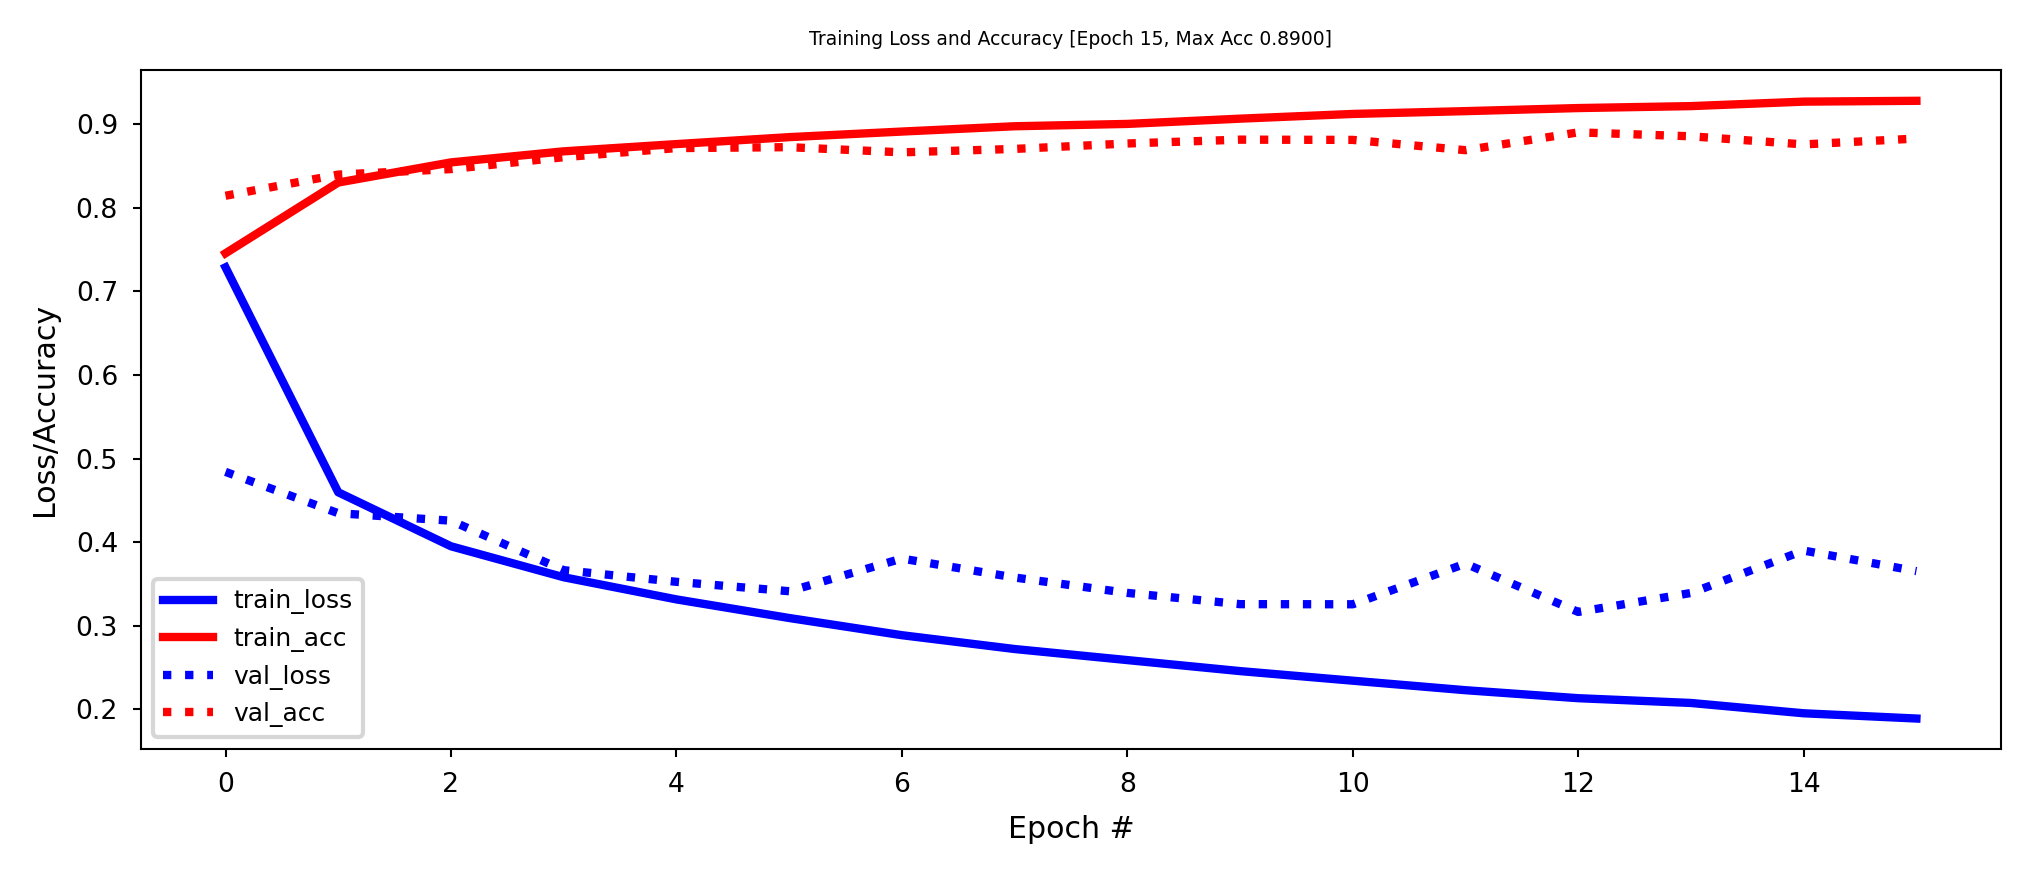 Training Loss and Accuracy [Epoch 15, Max Acc 0.8900]
Loss/Accuracy
0.9
0.8
0.7
0.6
0.5
0.4
0.3
0.2
train_loss
train_acc
val_loss
val_acc
0 2 4 6 8 10 12 14
Epoch #